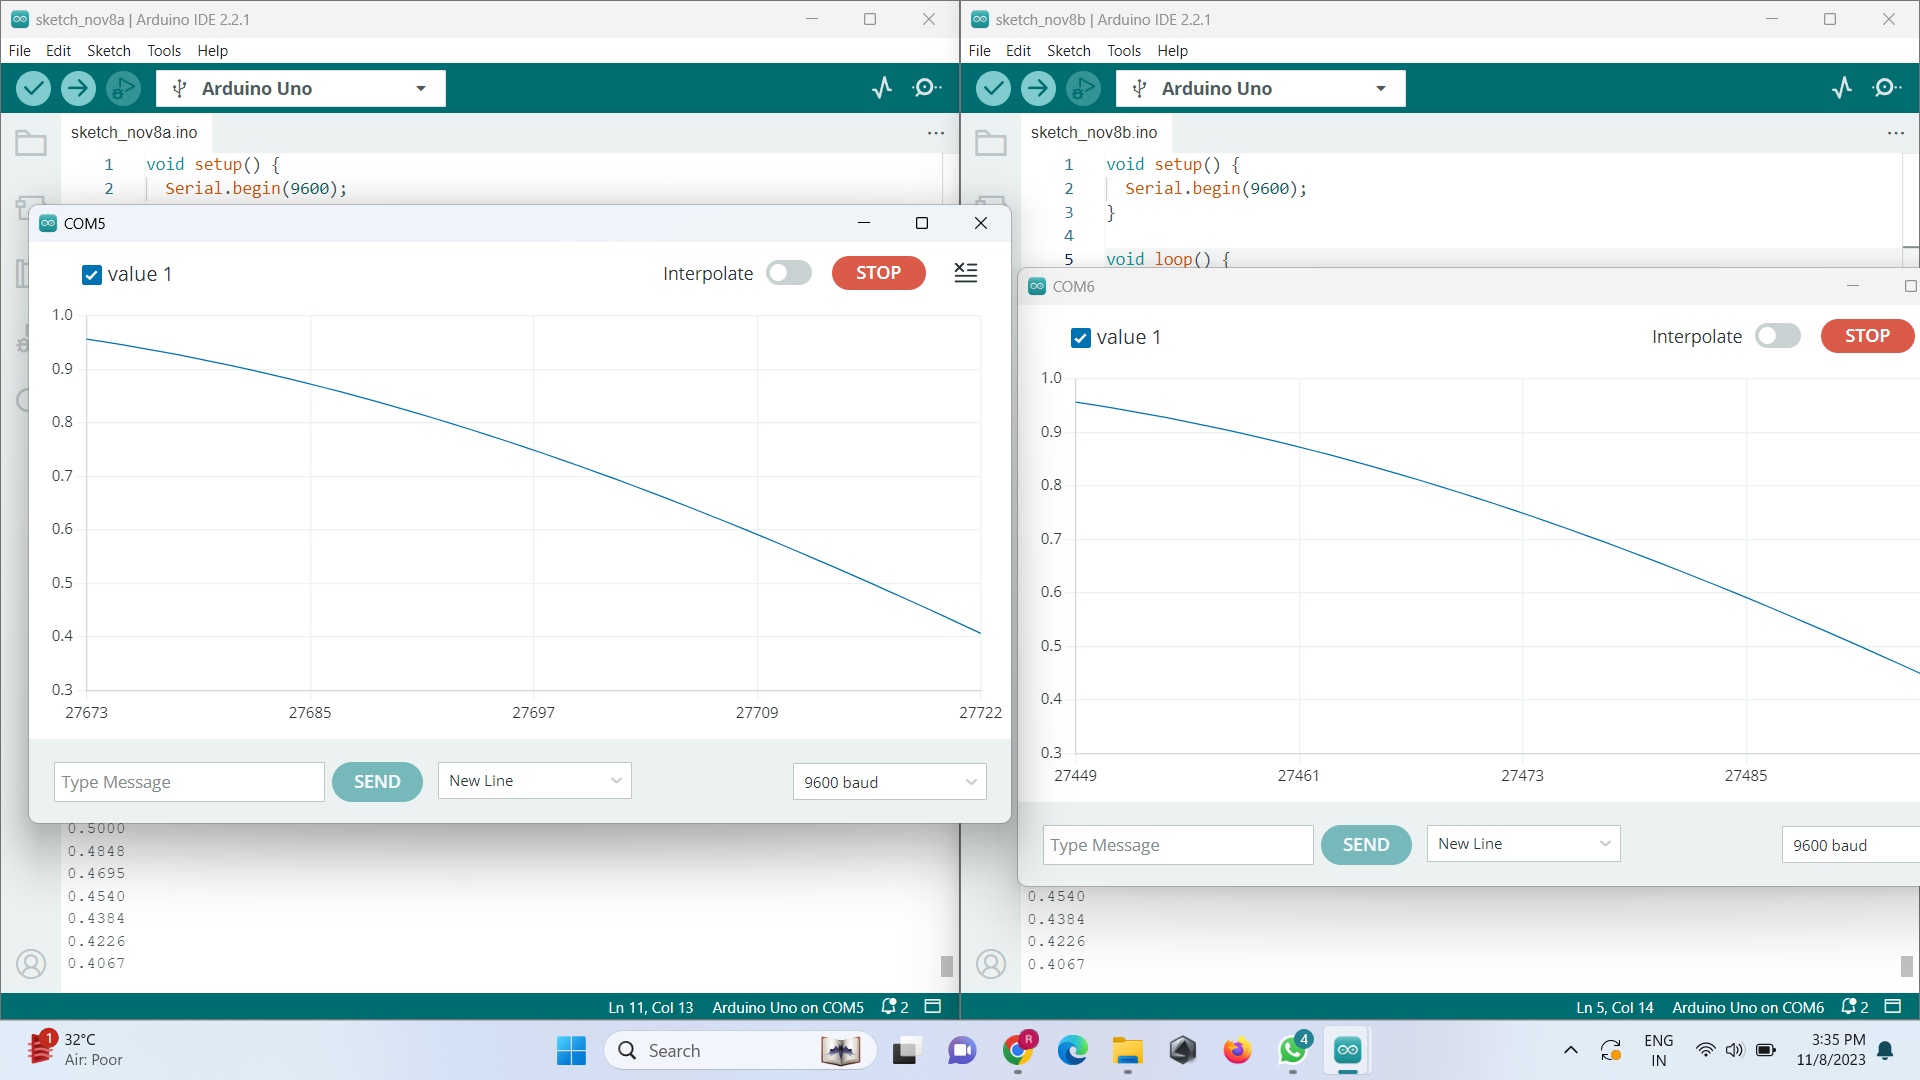 sketch_nov8a | Arduino IDE 2.2.1
File Edit Sketch Tools Help
Arduino Uno
sketch_nov8a.ino
1 void setup() {
2 Serial.begin(9600);
COM5
value 1
Interpolate
STOP
1.0
0.9
0.8
0.7
0.6
0.5
0.4
0.3
27673 27685 27697 27709 27722
Type Message
SEND
New Line
9600 baud
0.5000
0.4848
0.4695
0.4540
0.4384
0.4226
0.4067
Ln 11, Col 13 Arduino Uno on COM5 2
sketch_nov8b | Arduino IDE 2.2.1
File Edit Sketch Tools Help
Arduino Uno
sketch_nov8b.ino
1 void setup() {
2 Serial.begin(9600);
3 }
4
5 void loop() {
COM6
value 1
Interpolate
STOP
1.0
0.9
0.8
0.7
0.6
0.5
0.4
0.3
27449 27461 27473 27485
Type Message
SEND
New Line
9600 baud
0.4540
0.4384
0.4226
0.4067
Ln 5, Col 14 Arduino Uno on COM6 2
1
32°C
Air: Poor
Search
R
4
ENG
IN
3:35 PM
11/8/2023